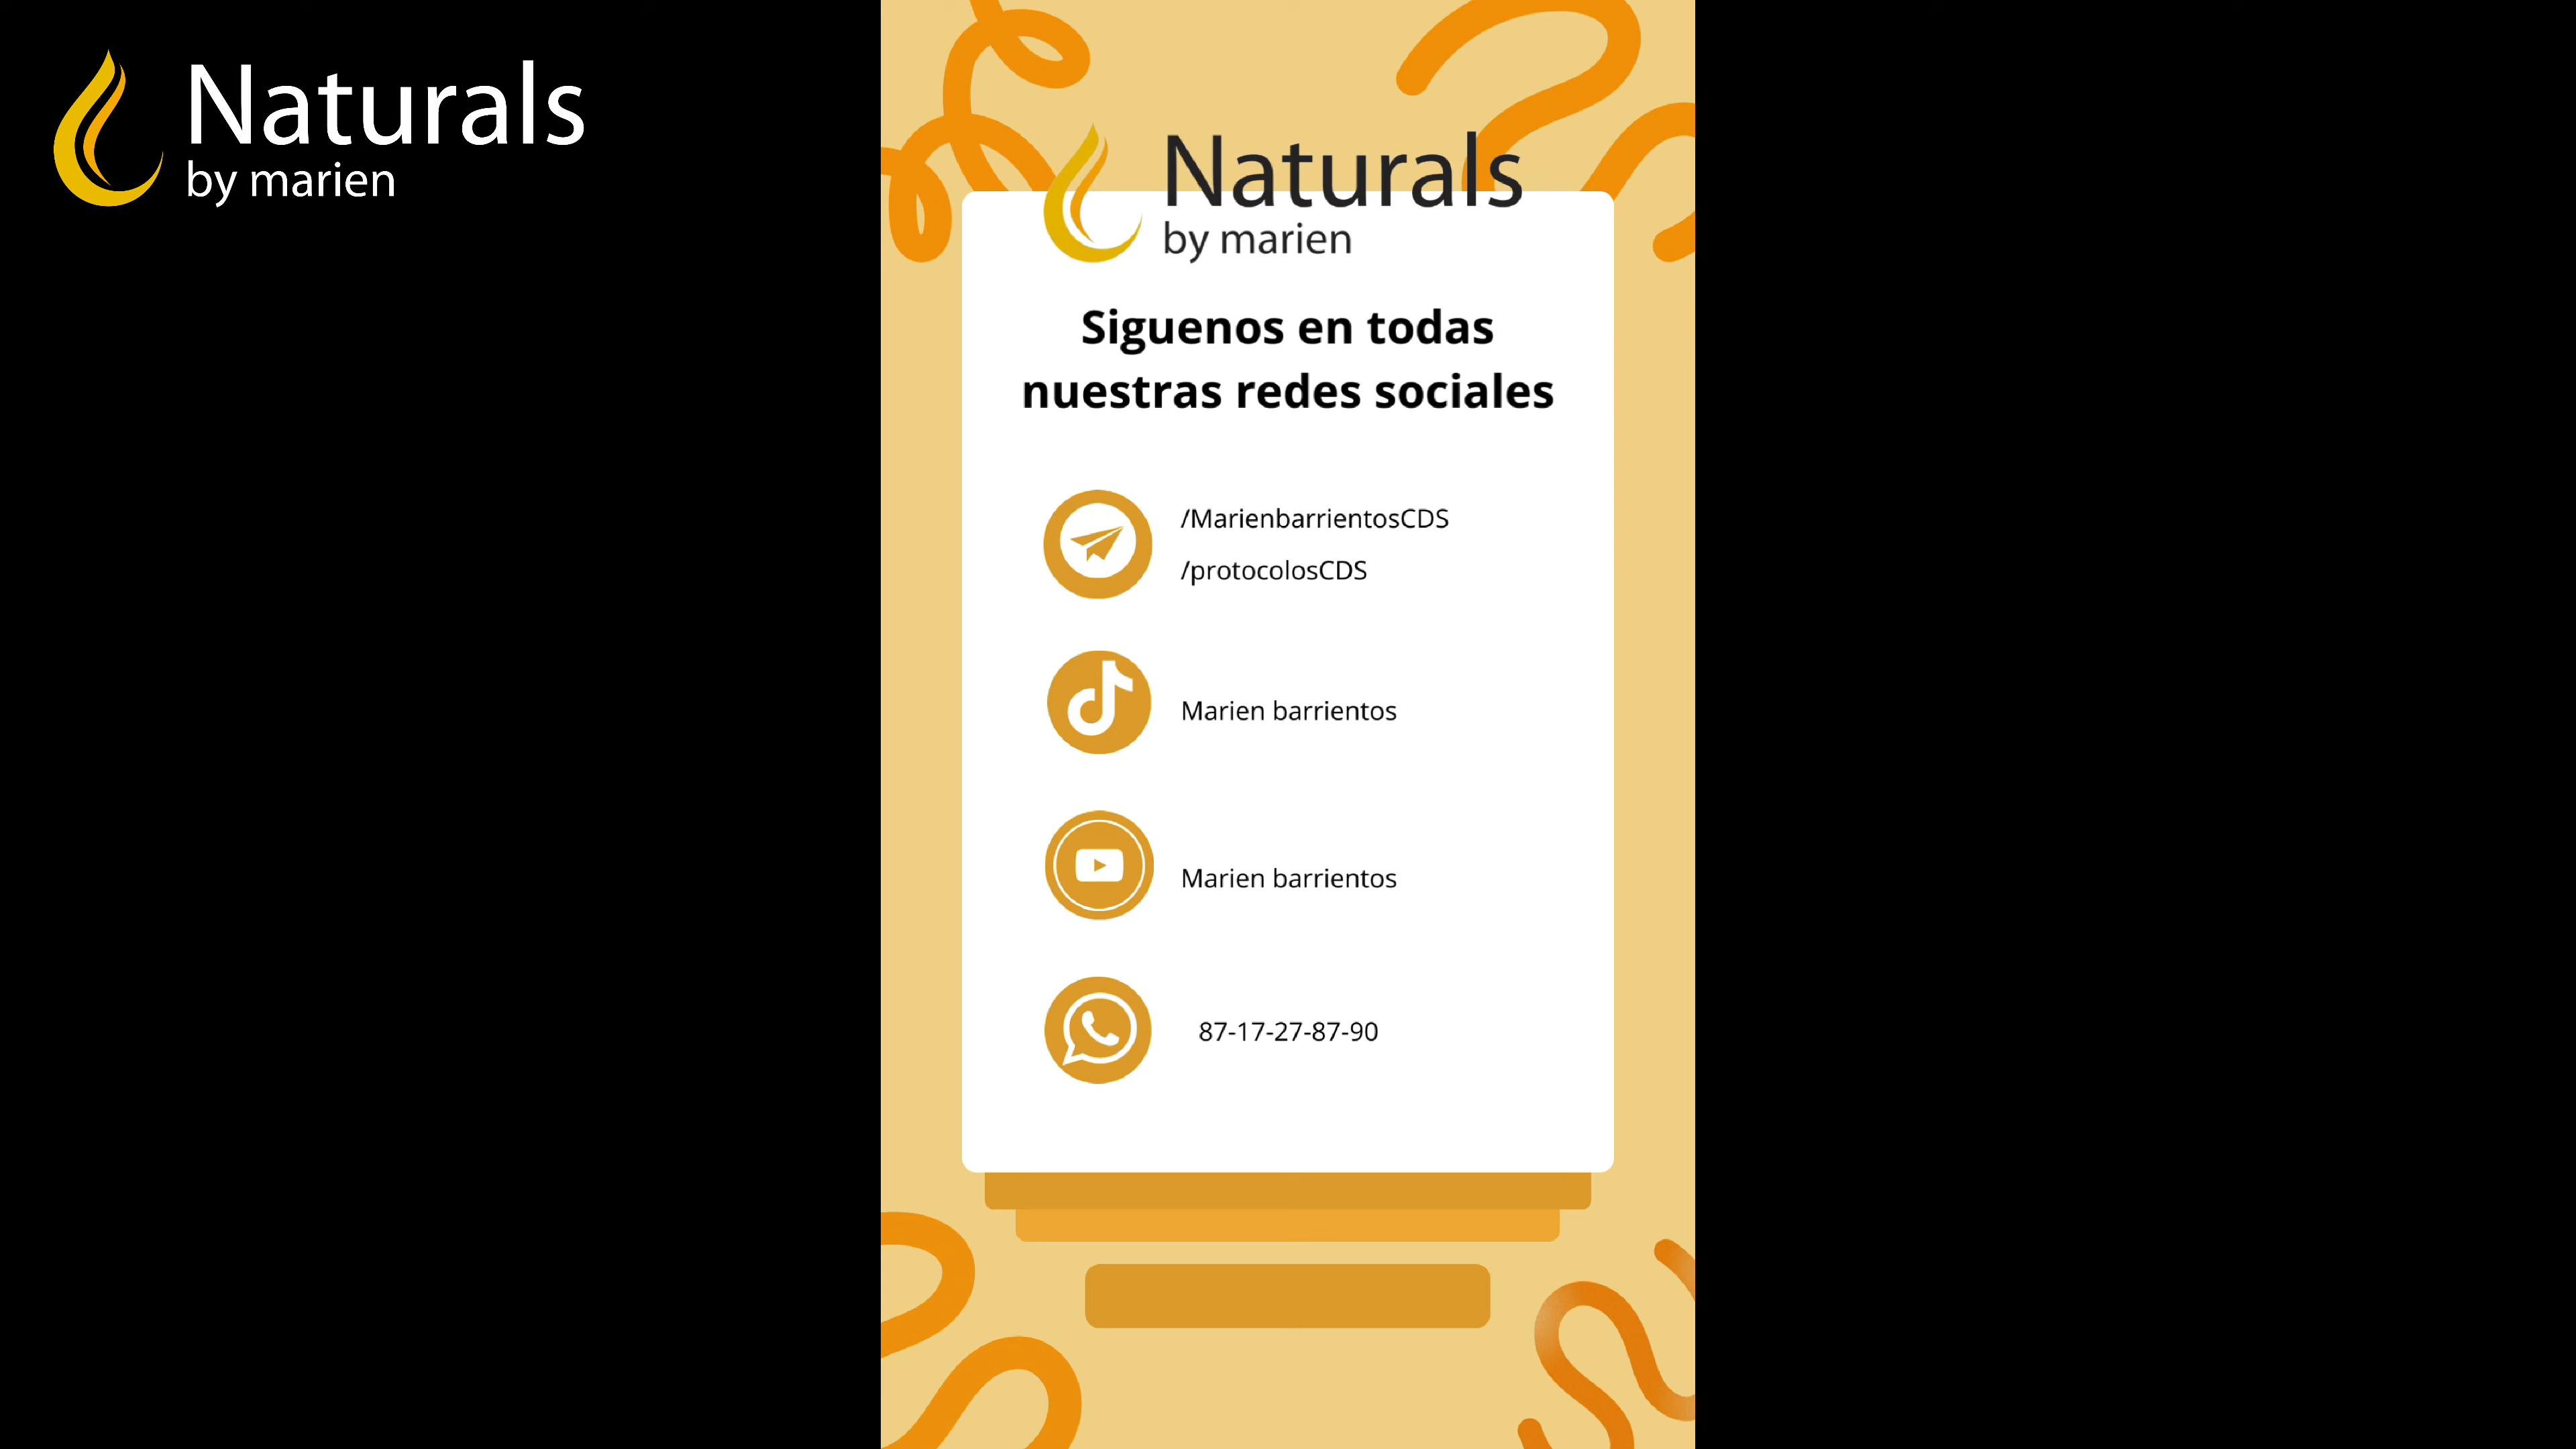 Naturals
by marien
Naturals
by marien
Siguenos en todas
nuestras redes sociales
/MarienbarrientosCDS
/protocolosCDS
Marien barrientos
Marien barrientos
87-17-27-87-90